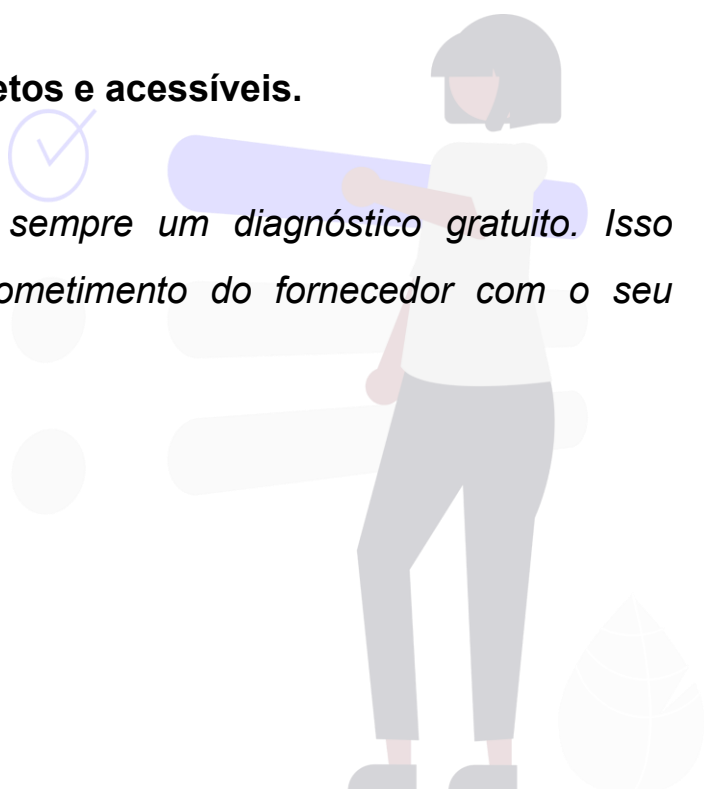 etos e acessíveis.
sempre um diagnóstico gratuito. Isso
ometimento do fornecedor com o seu